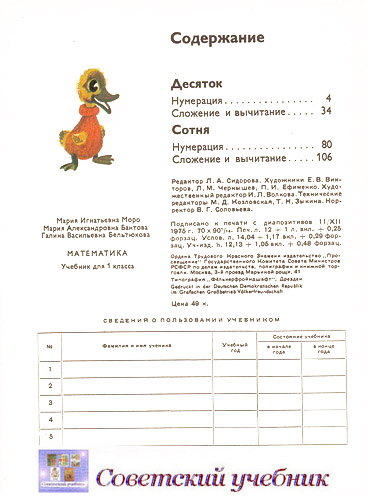 Содержание
Десяток
Нумерация . . . . . . . . . . . . . . . . 4
Сложение и вычитание . . . . . 34
Сотня
Нумерация . . . . . . . . . . . . . . . . 80
Сложение и вычитание . . . . . 106
Редактор Л. А. Сидорова. Художники Е. В. Вик-
торов, Л. М. Чернышев, П. И. Ефименко. Худо-
жественный редактор И. Л. Волкова. Технические
редакторы М. Д. Козловская, Т. Н. Зыкина. Кор-
ректор В. Г. Соловьева.
Подписано к печати с диапозитивов 11/XII
1975 г. 70 × 90 1/16. Печ. л. 12 + 1 л. вкл. + 0,25
форзац. Услов. л. 14,04 + 1,17 вкл. + 0,29 фор-
зац. Уч-изд. л. 12,13 + 1,05 вкл. + 0,48 форзац.
Ордена Трудового Красного Знамени издательство „Про-
свещение" Государственного Комитета Совета Министров
РСФСР по делам издательств, полиграфии и книжной тор-
говли. Москва, 3-й проезд Марьиной рощи, 41
Типография „Фёлькерфройндшафт", Дрезден
Gedruckt in der Deutschen Demokratischen Republik
im Grafischen Großbetrieb Völkerfreundschaft
Цена 49 к.
Мария Игнатьевна Моро
Мария Александровна Бантова
Галина Васильевна Бельтюкова
МАТЕМАТИКА
Учебник для 1 класса
СВЕДЕНИЯ О ПОЛЬЗОВАНИИ УЧЕБНИКОМ
№ Фамилия и имя ученика Учебный год Состояние учебника
в начале года в конце года
1
2
3
4
5
Советский учебник